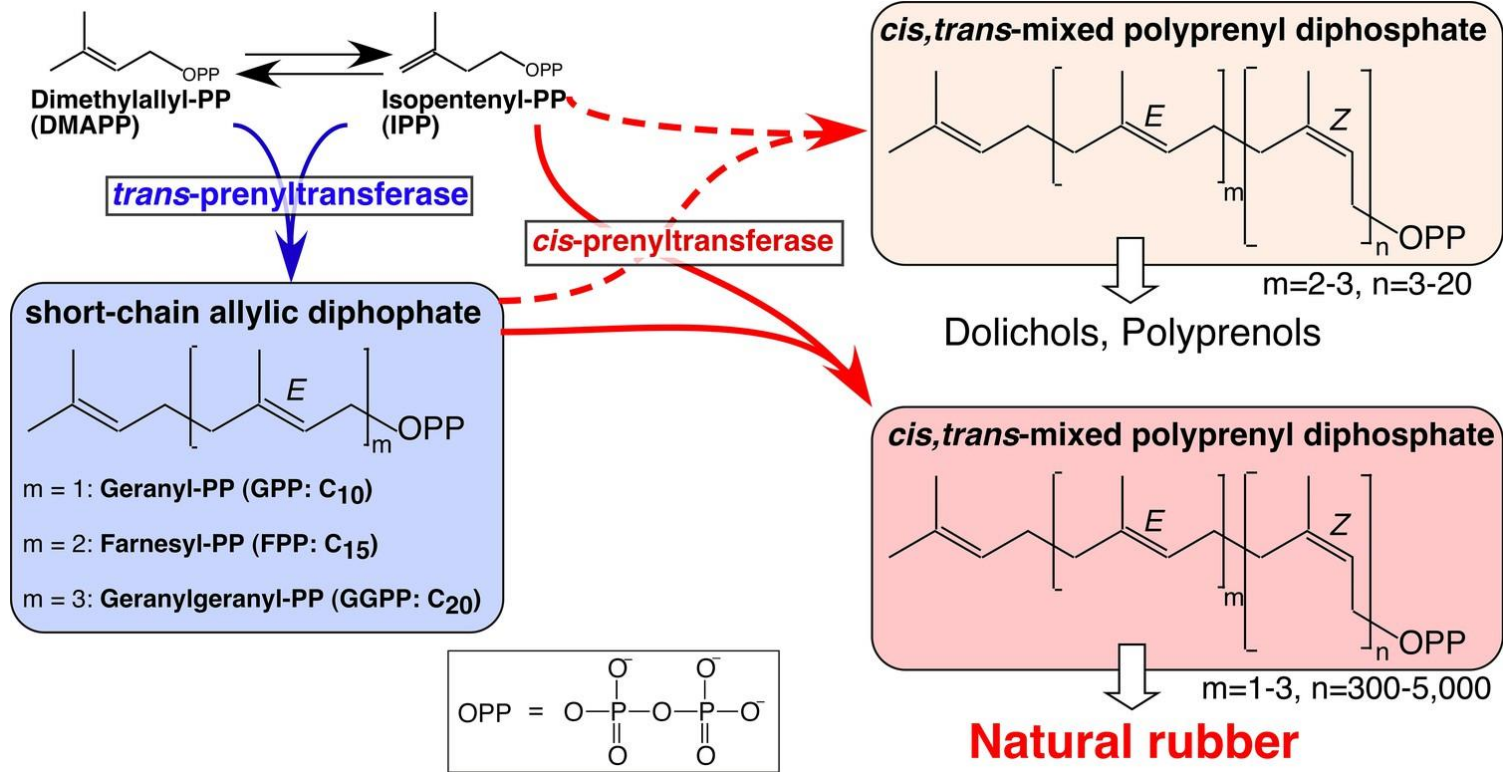 OPP
Dimethylallyl-PP
(DMAPP)
OPP
Isopentenyl-PP
(IPP)
trans-prenyltransferase
cis-prenyltransferase
short-chain allylic diphophate
E
m
OPP
m = 1: Geranyl-PP (GPP: C10)
m = 2: Farnesyl-PP (FPP: C15)
m = 3: Geranylgeranyl-PP (GGPP: C20)
cis,trans-mixed polyprenyl diphosphate
E
Z
m
n
OPP
m=2-3, n=3-20
Dolichols, Polyprenols
cis,trans-mixed polyprenyl diphosphate
E
Z
m
n
OPP
m=1-3, n=300-5,000
Natural rubber
O– O–
OPP = O–P–O–P–O–
O O